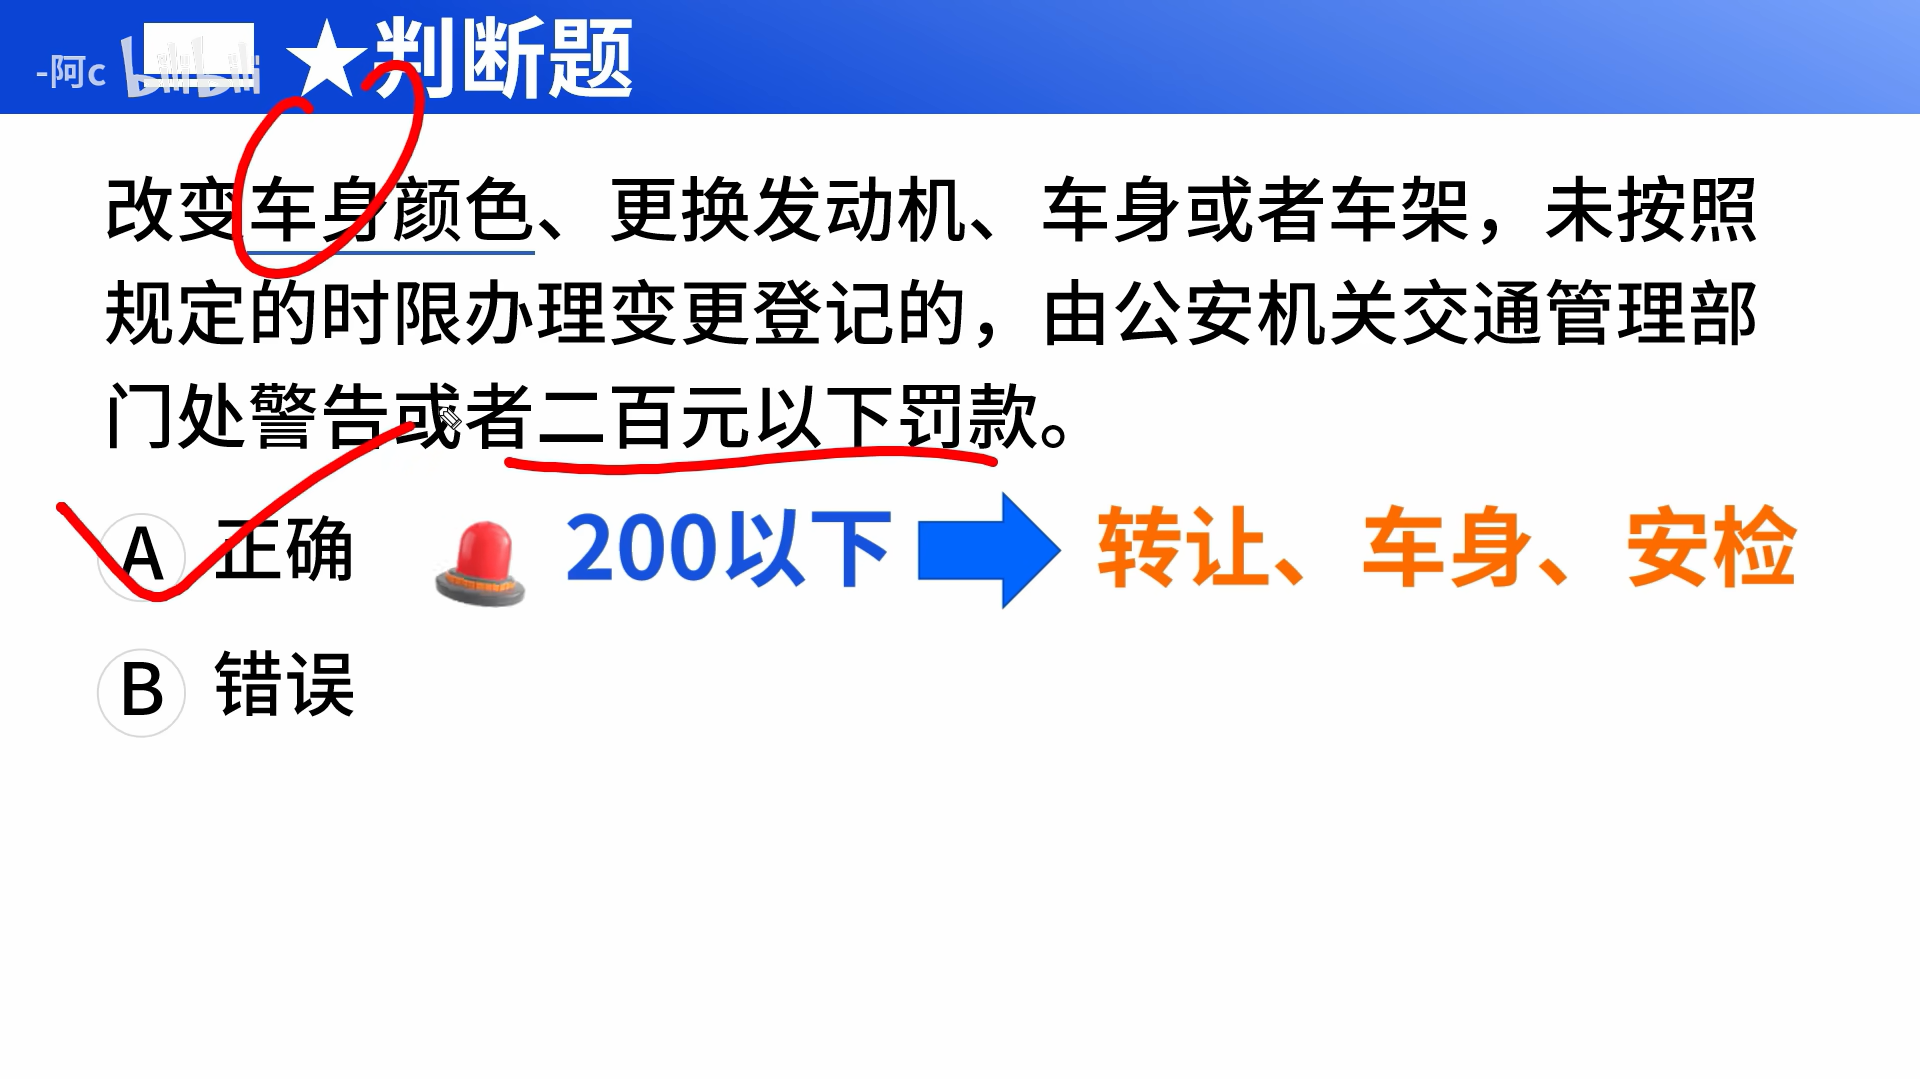 -阿c bilibili ★判断题
改变车身颜色、更换发动机、车身或者车架，未按照
规定的时限办理变更登记的，由公安机关交通管理部
门处警告或者二百元以下罚款。
A 正确
200以下
转让、车身、安检
B 错误